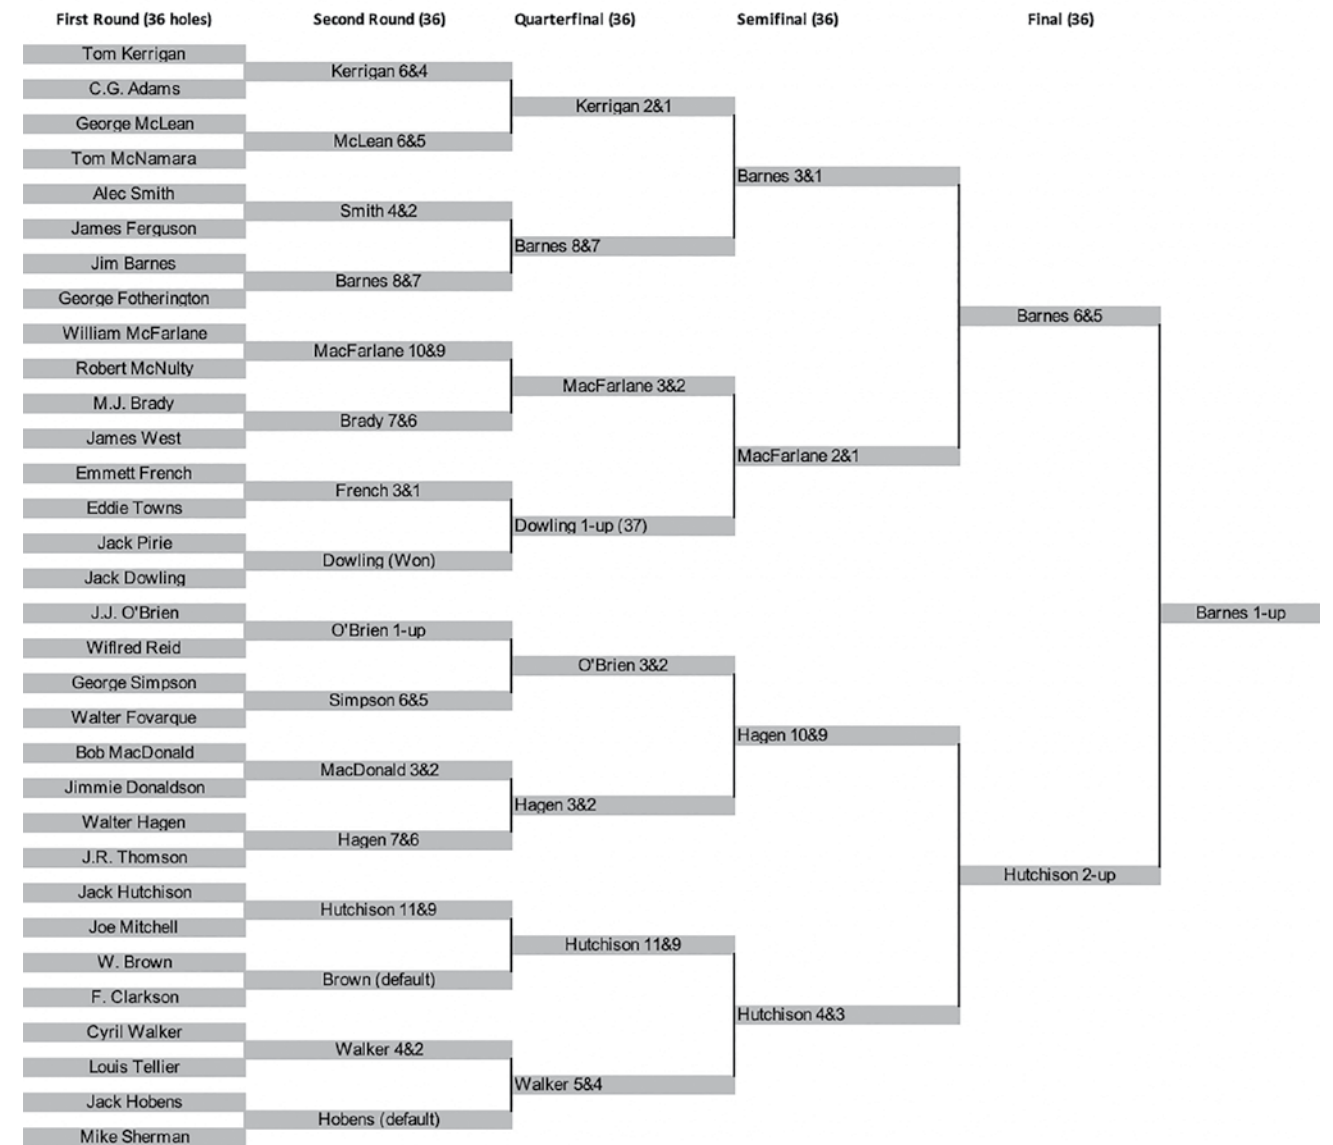 First Round (36 holes)
Second Round (36)
Quarterfinal (36)
Semifinal (36)
Final (36)
Tom Kerrigan
Kerrigan 6&4
C.G. Adams
Kerrigan 2&1
George McLean
McLean 6&5
Tom McNamara
Barnes 3&1
Alec Smith
Smith 4&2
James Ferguson
Barnes 8&7
Jim Barnes
Barnes 8&7
George Fotherington
Barnes 6&5
William McFarlane
MacFarlane 10&9
Robert McNulty
MacFarlane 3&2
M.J. Brady
Brady 7&6
James West
MacFarlane 2&1
Emmett French
French 3&1
Eddie Towns
Dowling 1-up (37)
Jack Pirie
Dowling (Won)
Jack Dowling
J.J. O'Brien
Barnes 1-up
O'Brien 1-up
Wiflred Reid
O'Brien 3&2
George Simpson
Simpson 6&5
Walter Fovarque
Hagen 10&9
Bob MacDonald
MacDonald 3&2
Jimmie Donaldson
Hagen 3&2
Walter Hagen
Hagen 7&6
J.R. Thomson
Hutchison 2-up
Jack Hutchison
Hutchison 11&9
Joe Mitchell
Hutchison 11&9
W. Brown
Brown (default)
F. Clarkson
Hutchison 4&3
Cyril Walker
Walker 4&2
Louis Tellier
Walker 5&4
Jack Hobens
Hobens (default)
Mike Sherman